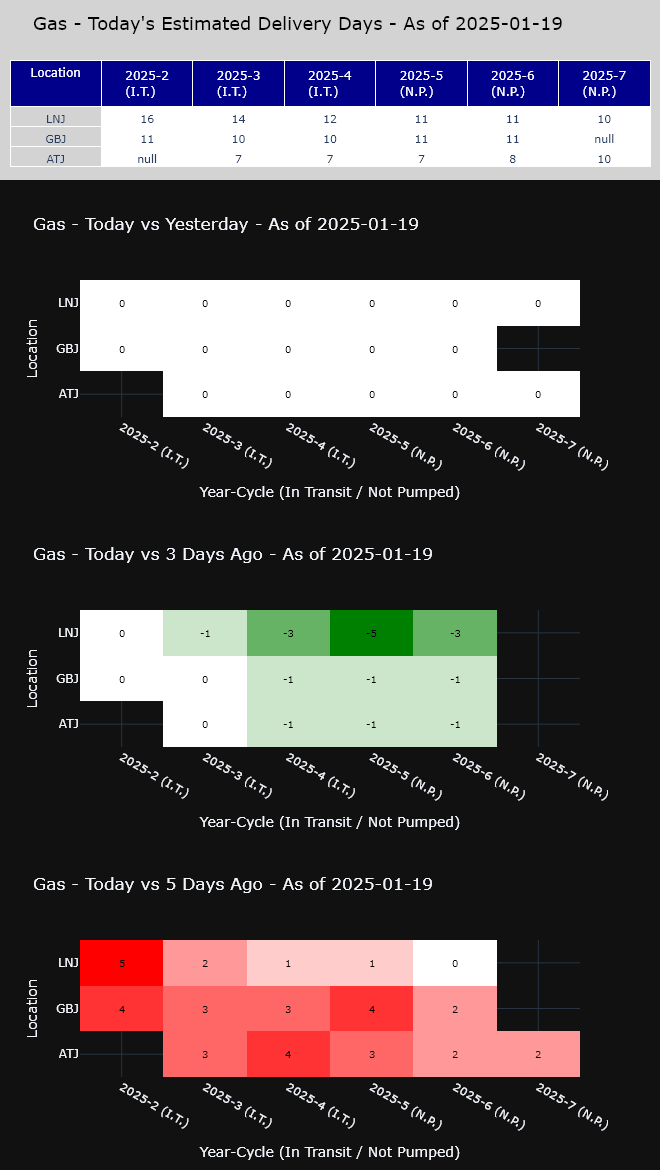 Gas - Today's Estimated Delivery Days - As of 2025-01-19
Location 2025-2 (I.T.) 2025-3 (I.T.) 2025-4 (I.T.) 2025-5 (N.P.) 2025-6 (N.P.) 2025-7 (N.P.)
LNJ 16 14 12 11 11 10
GBJ 11 10 10 11 11 null
ATJ null 7 7 7 8 10
Gas - Today vs Yesterday - As of 2025-01-19
Location
LNJ 0 0 0 0 0 0
GBJ 0 0 0 0 0
ATJ 0 0 0 0 0
2025-2 (I.T.) 2025-3 (I.T.) 2025-4 (I.T.) 2025-5 (N.P.) 2025-6 (N.P.) 2025-7 (N.P.)
Year-Cycle (In Transit / Not Pumped)
Gas - Today vs 3 Days Ago - As of 2025-01-19
Location
LNJ 0 -1 -3 -5 -3
GBJ 0 0 -1 -1 -1
ATJ 0 -1 -1 -1
2025-2 (I.T.) 2025-3 (I.T.) 2025-4 (I.T.) 2025-5 (N.P.) 2025-6 (N.P.) 2025-7 (N.P.)
Year-Cycle (In Transit / Not Pumped)
Gas - Today vs 5 Days Ago - As of 2025-01-19
Location
LNJ 5 2 1 1 0
GBJ 4 3 3 4 2
ATJ 3 4 3 2 2
2025-2 (I.T.) 2025-3 (I.T.) 2025-4 (I.T.) 2025-5 (N.P.) 2025-6 (N.P.) 2025-7 (N.P.)
Year-Cycle (In Transit / Not Pumped)